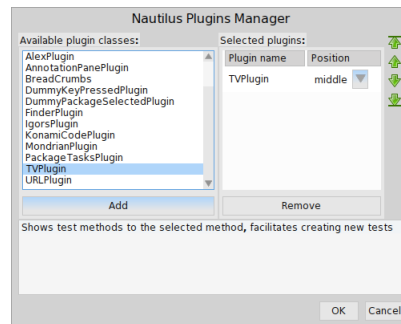 Nautilus Plugins Manager
Available plugin classes:
Selected plugins:
AlexPlugin
AnnotationPanePlugin
BreadCrumbs
DummyKeyPressedPlugin
DummyPackageSelectedPlugin
FinderPlugin
IgorsPlugin
KonamiCodePlugin
MondrianPlugin
PackageTasksPlugin
TVPlugin
URLPlugin
Plugin name Position
TVPlugin middle
Add
Remove
Shows test methods to the selected method, facilitates creating new tests
OK
Cancel